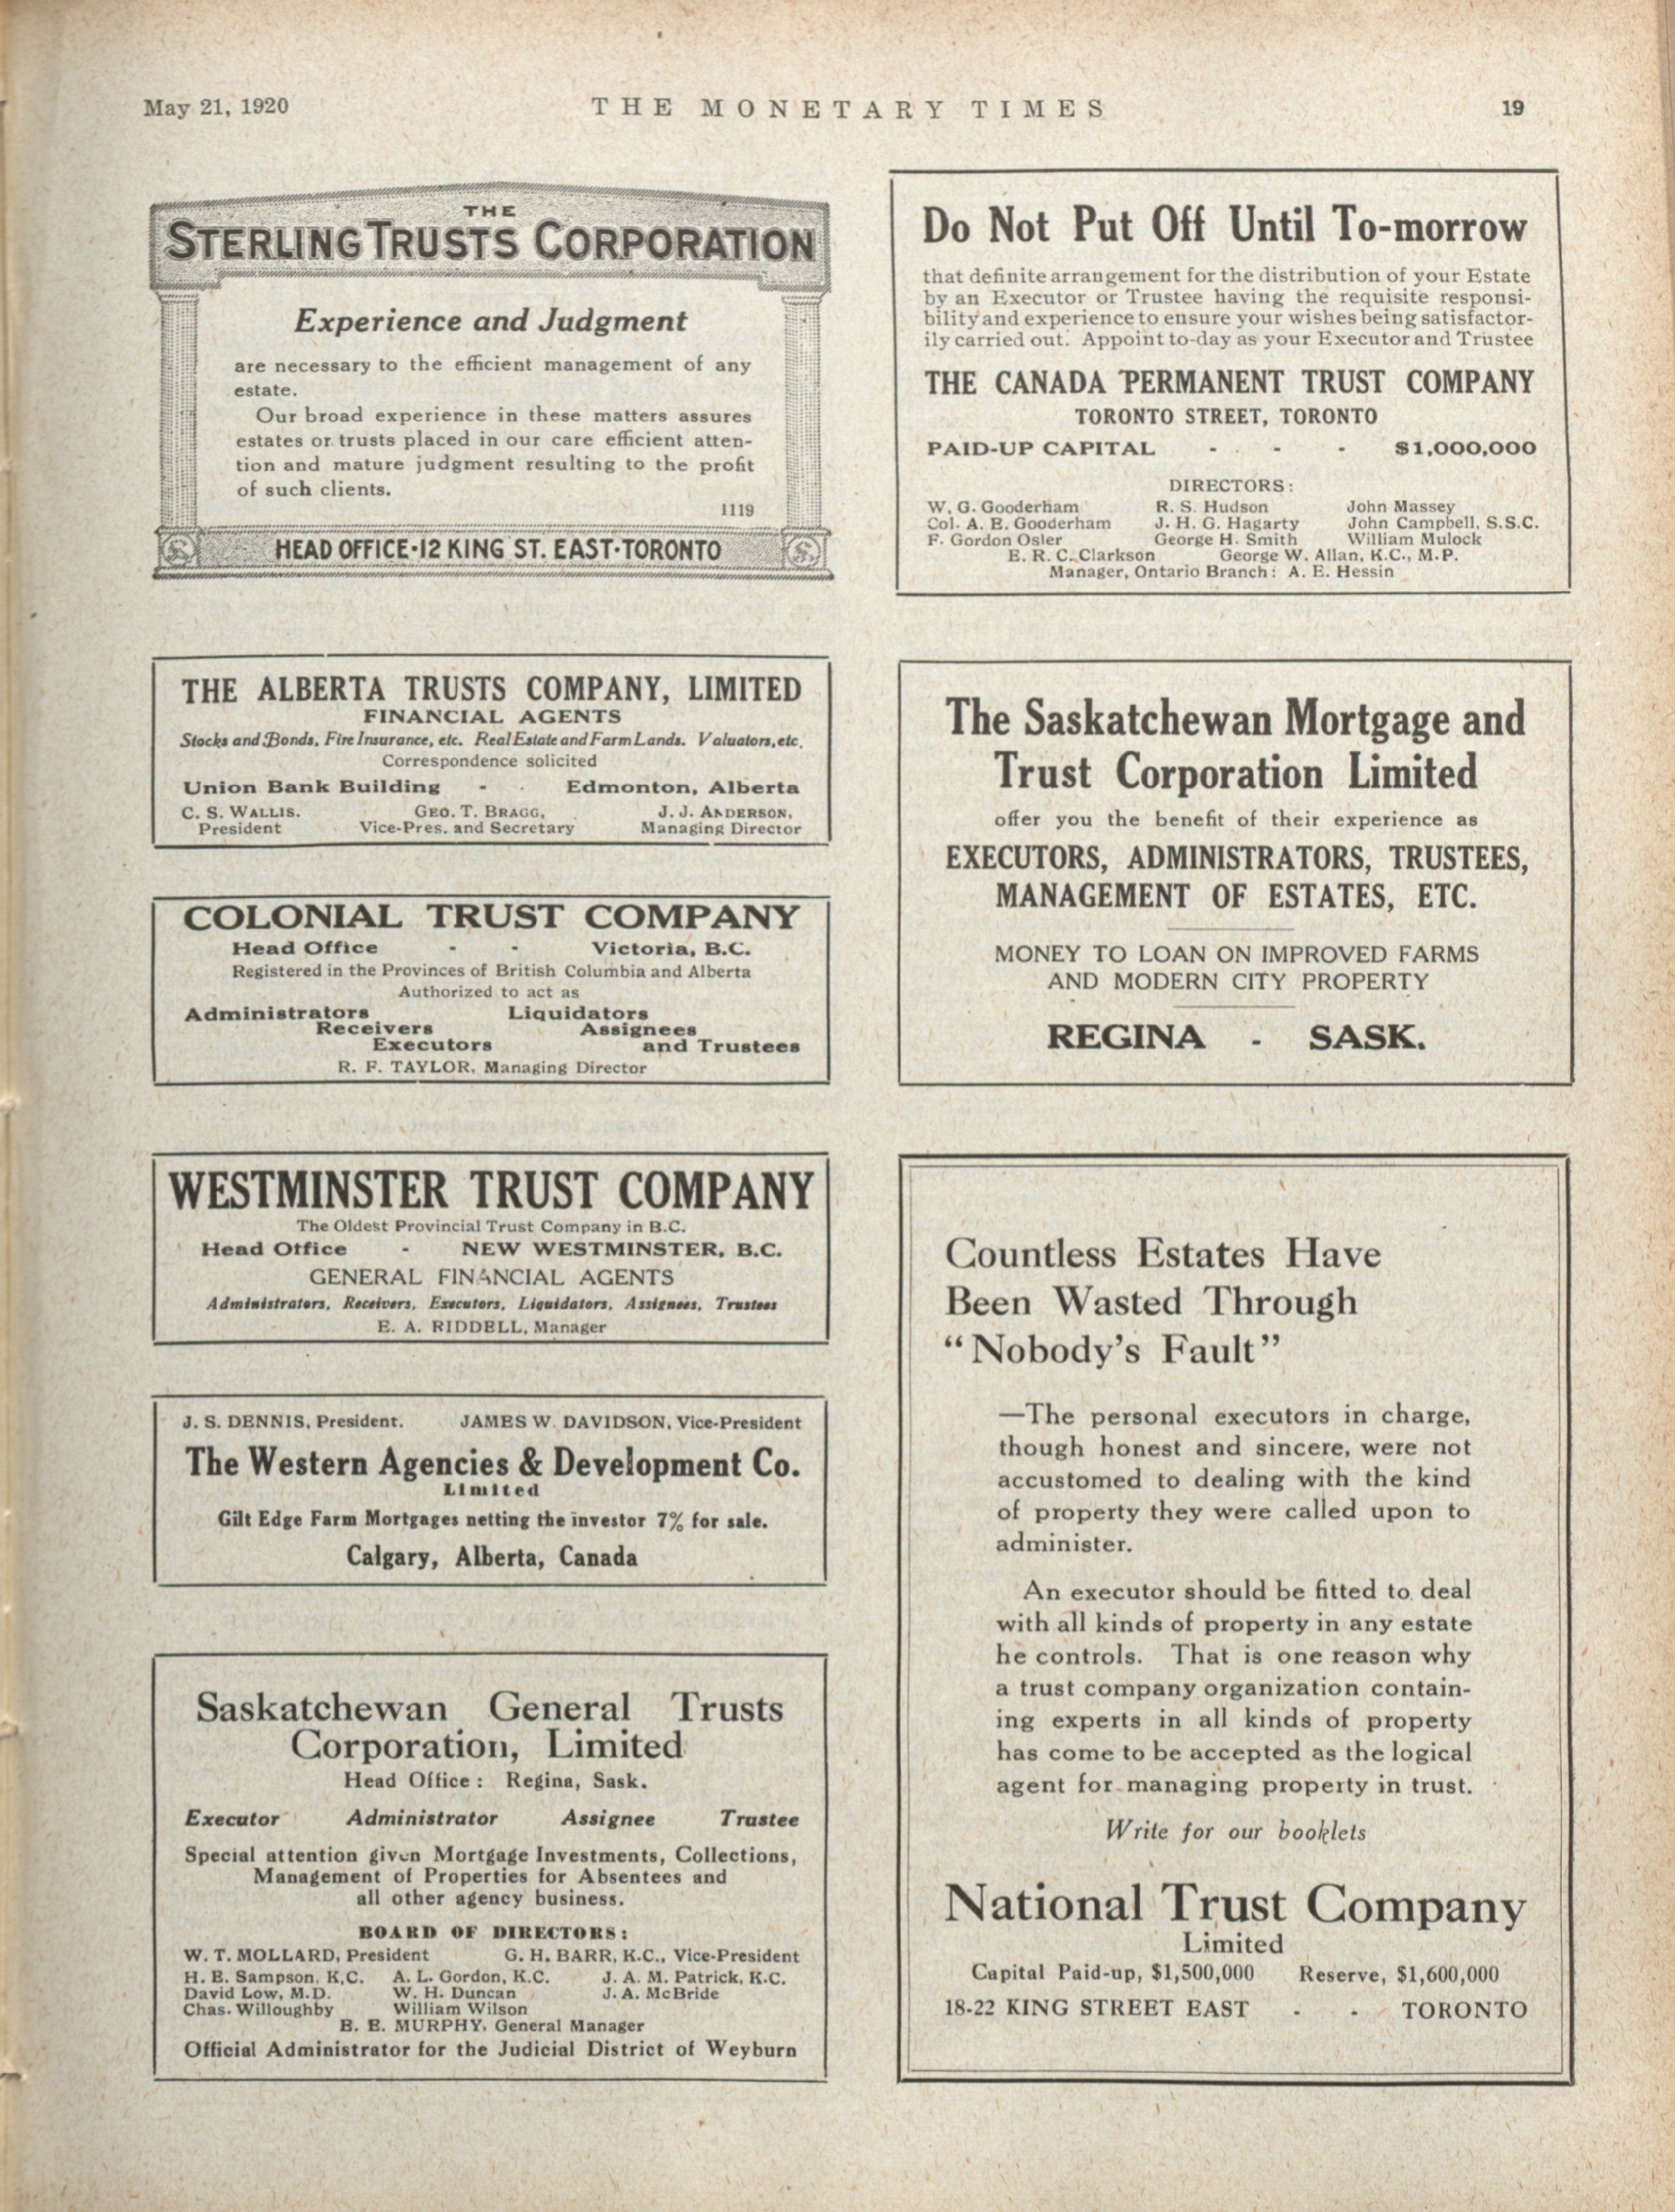 May 21, 1920
THE MONETARY TIMES
19
THE
STERLING TRUSTS CORPORATION
Experience and Judgment
are necessary to the efficient management of any
estate.
Our broad experience in these matters assures
estates or trusts placed in our care efficient atten-
tion and mature judgment resulting to the profit
of such clients.
1119
HEAD OFFICE-12 KING ST. EAST-TORONTO
THE ALBERTA TRUSTS COMPANY, LIMITED
FINANCIAL AGENTS
Stocks and Bonds, Fire Insurance, etc. Real Estate and Farm Lands. Valuators, etc.
Correspondence solicited
Union Bank Building - Edmonton, Alberta
C. S. WALLIS. GEO. T. BRAGG, J. J. ANDERSON,
President Vice-Pres. and Secretary Managing Director
COLONIAL TRUST COMPANY
Head Office - - Victoria, B.C.
Registered in the Provinces of British Columbia and Alberta
Authorized to act as
Administrators Liquidators
Receivers Assignees
Executors and Trustees
R. F. TAYLOR, Managing Director
WESTMINSTER TRUST COMPANY
The Oldest Provincial Trust Company in B.C.
Head Office - NEW WESTMINSTER, B.C.
GENERAL FINANCIAL AGENTS
Administrators, Receivers, Executors, Liquidators, Assignees, Trustees
E. A. RIDDELL, Manager
J. S. DENNIS, President. JAMES W. DAVIDSON, Vice-President
The Western Agencies & Development Co.
Limited
Gilt Edge Farm Mortgages netting the investor 7% for sale.
Calgary, Alberta, Canada
Saskatchewan General Trusts
Corporation, Limited
Head Office : Regina, Sask.
Executor Administrator Assignee Trustee
Special attention given Mortgage Investments, Collections,
Management of Properties for Absentees and
all other agency business.
BOARD OF DIRECTORS:
W. T. MOLLARD, President G. H. BARR, K.C., Vice-President
H. E. Sampson, K.C. A. L. Gordon, K.C. J. A. M. Patrick, K.C.
David Low, M.D. W. H. Duncan J. A. McBride
Chas. Willoughby William Wilson
E. E. MURPHY, General Manager
Official Administrator for the Judicial District of Weyburn
Do Not Put Off Until To-morrow
that definite arrangement for the distribution of your Estate
by an Executor or Trustee having the requisite responsi-
bility and experience to ensure your wishes being satisfactor-
ily carried out. Appoint to-day as your Executor and Trustee
THE CANADA PERMANENT TRUST COMPANY
TORONTO STREET, TORONTO
PAID-UP CAPITAL - - - $1,000,000
DIRECTORS:
W. G. Gooderham R. S. Hudson John Massey
Col. A. E. Gooderham J. H. G. Hagarty John Campbell, S.S.C.
F. Gordon Osler George H. Smith William Mulock
E. R. C. Clarkson George W. Allan, K.C., M.P.
Manager, Ontario Branch: A. E. Hessin
The Saskatchewan Mortgage and
Trust Corporation Limited
offer you the benefit of their experience as
EXECUTORS, ADMINISTRATORS, TRUSTEES,
MANAGEMENT OF ESTATES, ETC.
MONEY TO LOAN ON IMPROVED FARMS
AND MODERN CITY PROPERTY
REGINA - SASK.
Countless Estates Have
Been Wasted Through
“Nobody’s Fault”
—The personal executors in charge,
though honest and sincere, were not
accustomed to dealing with the kind
of property they were called upon to
administer.
An executor should be fitted to deal
with all kinds of property in any estate
he controls. That is one reason why
a trust company organization contain-
ing experts in all kinds of property
has come to be accepted as the logical
agent for managing property in trust.
Write for our booklets
National Trust Company
Limited
Capital Paid-up, $1,500,000 Reserve, $1,600,000
18-22 KING STREET EAST - - TORONTO